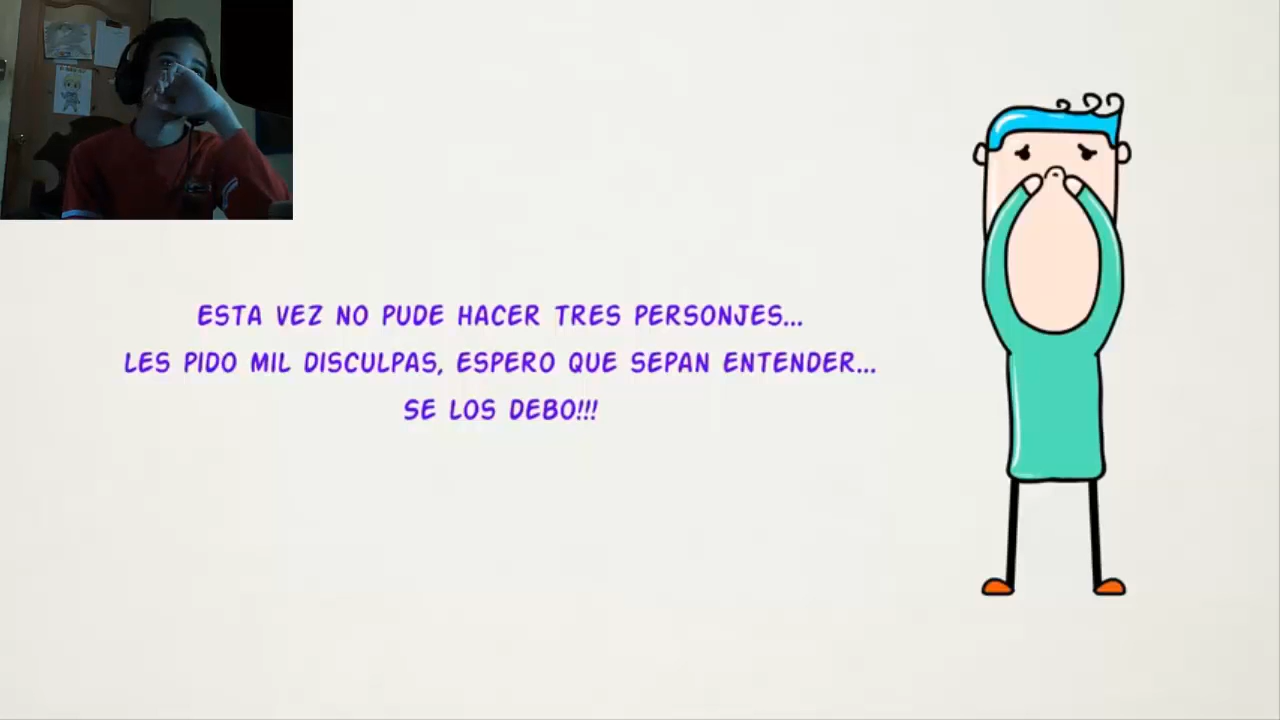 ESTA VEZ NO PUDE HACER TRES PERSONJES...
LES PIDO MIL DISCULPAS, ESPERO QUE SEPAN ENTENDER...
SE LOS DEBO!!!